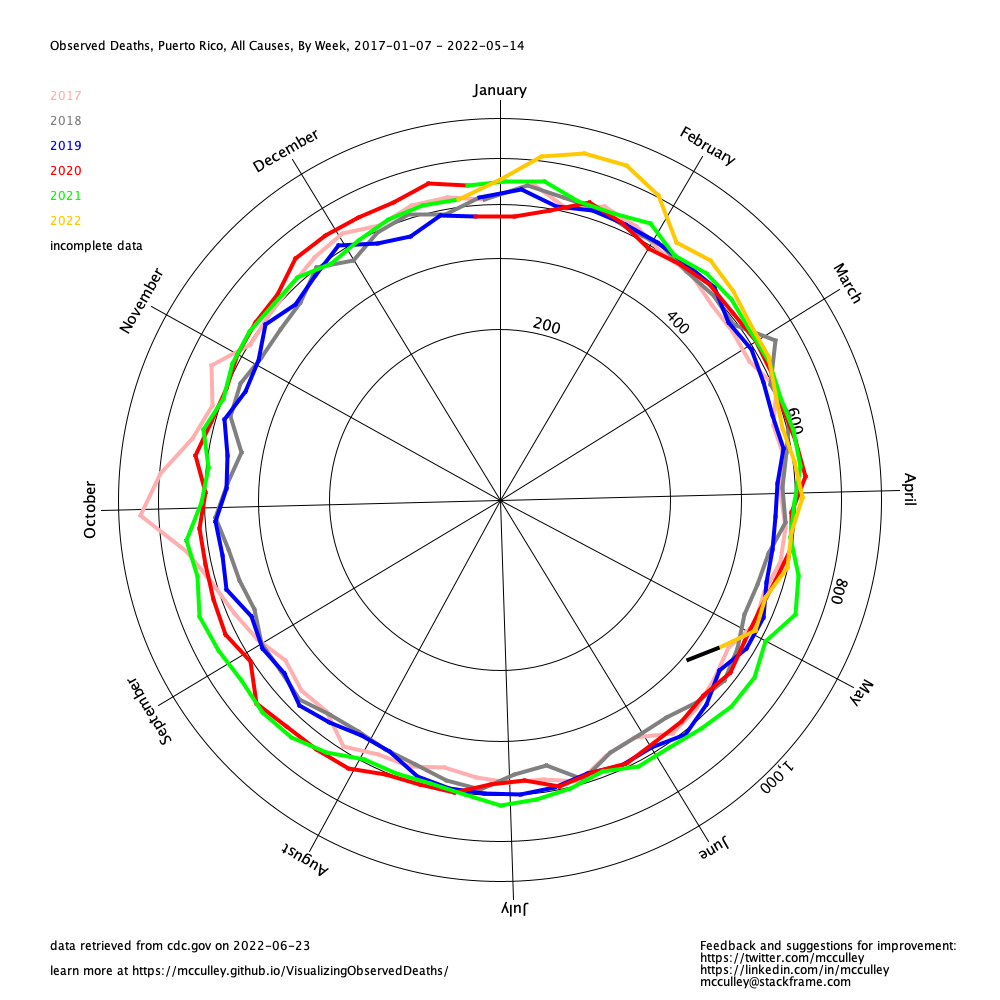 Observed Deaths, Puerto Rico, All Causes, By Week, 2017-01-07 - 2022-05-14
2017
2018
2019
2020
2021
2022
incomplete data
January
February
March
April
May
June
July
August
September
October
November
December
200
400
600
800
1,000
data retrieved from cdc.gov on 2022-06-23
learn more at https://mcculley.github.io/VisualizingObservedDeaths/
Feedback and suggestions for improvement:
https://twitter.com/mcculley
https://linkedin.com/in/mcculley
mcculley@stackframe.com